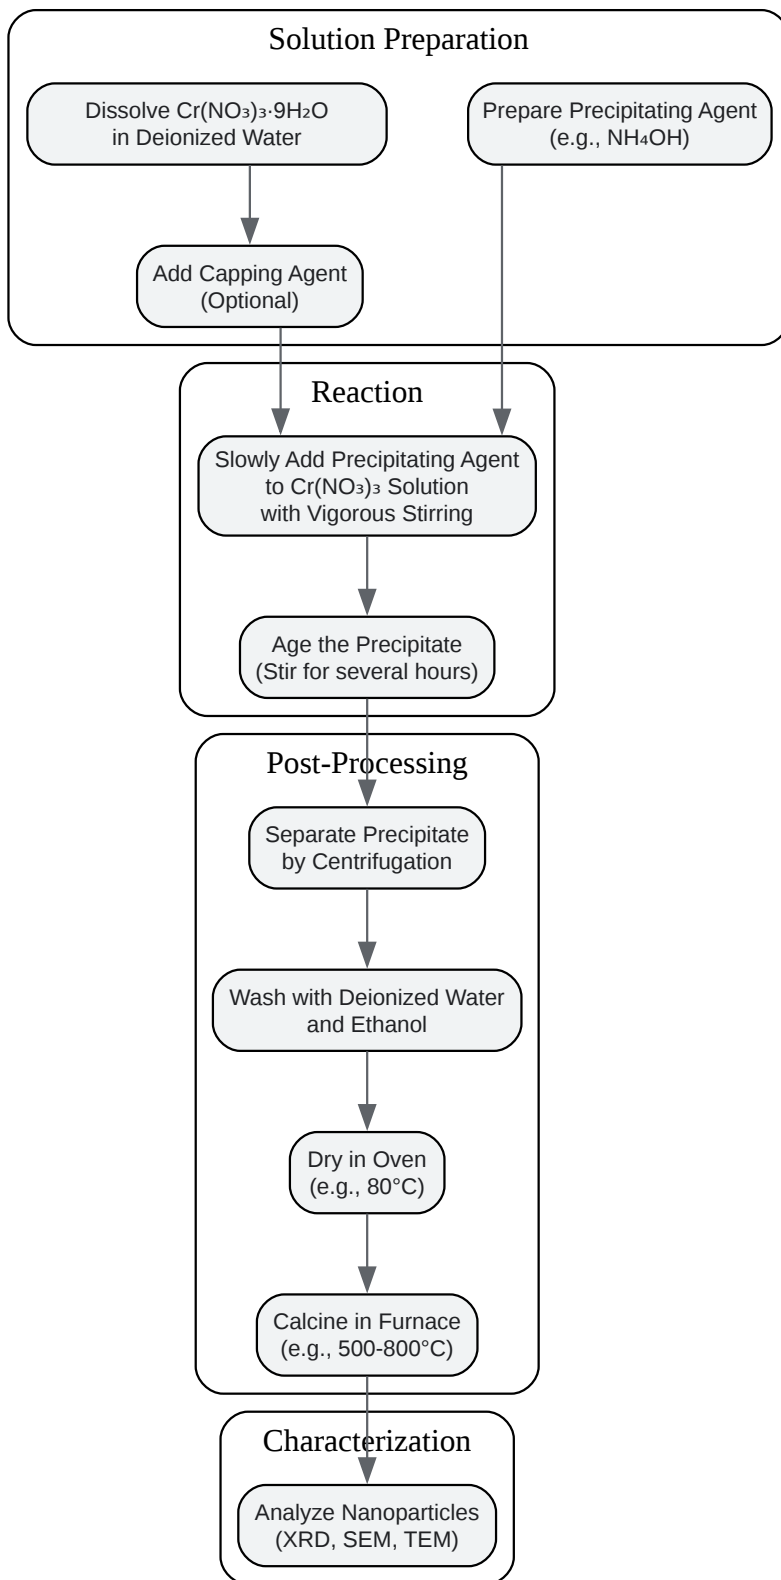 Solution Preparation
Dissolve Cr(NO₃)₃·9H₂O
in Deionized Water
Prepare Precipitating Agent
(e.g., NH₄OH)
Add Capping Agent
(Optional)
Reaction
Slowly Add Precipitating Agent
to Cr(NO₃)₃ Solution
with Vigorous Stirring
Age the Precipitate
(Stir for several hours)
Post-Processing
Separate Precipitate
by Centrifugation
Wash with Deionized Water
and Ethanol
Dry in Oven
(e.g., 80°C)
Calcine in Furnace
(e.g., 500-800°C)
Characterization
Analyze Nanoparticles
(XRD, SEM, TEM)